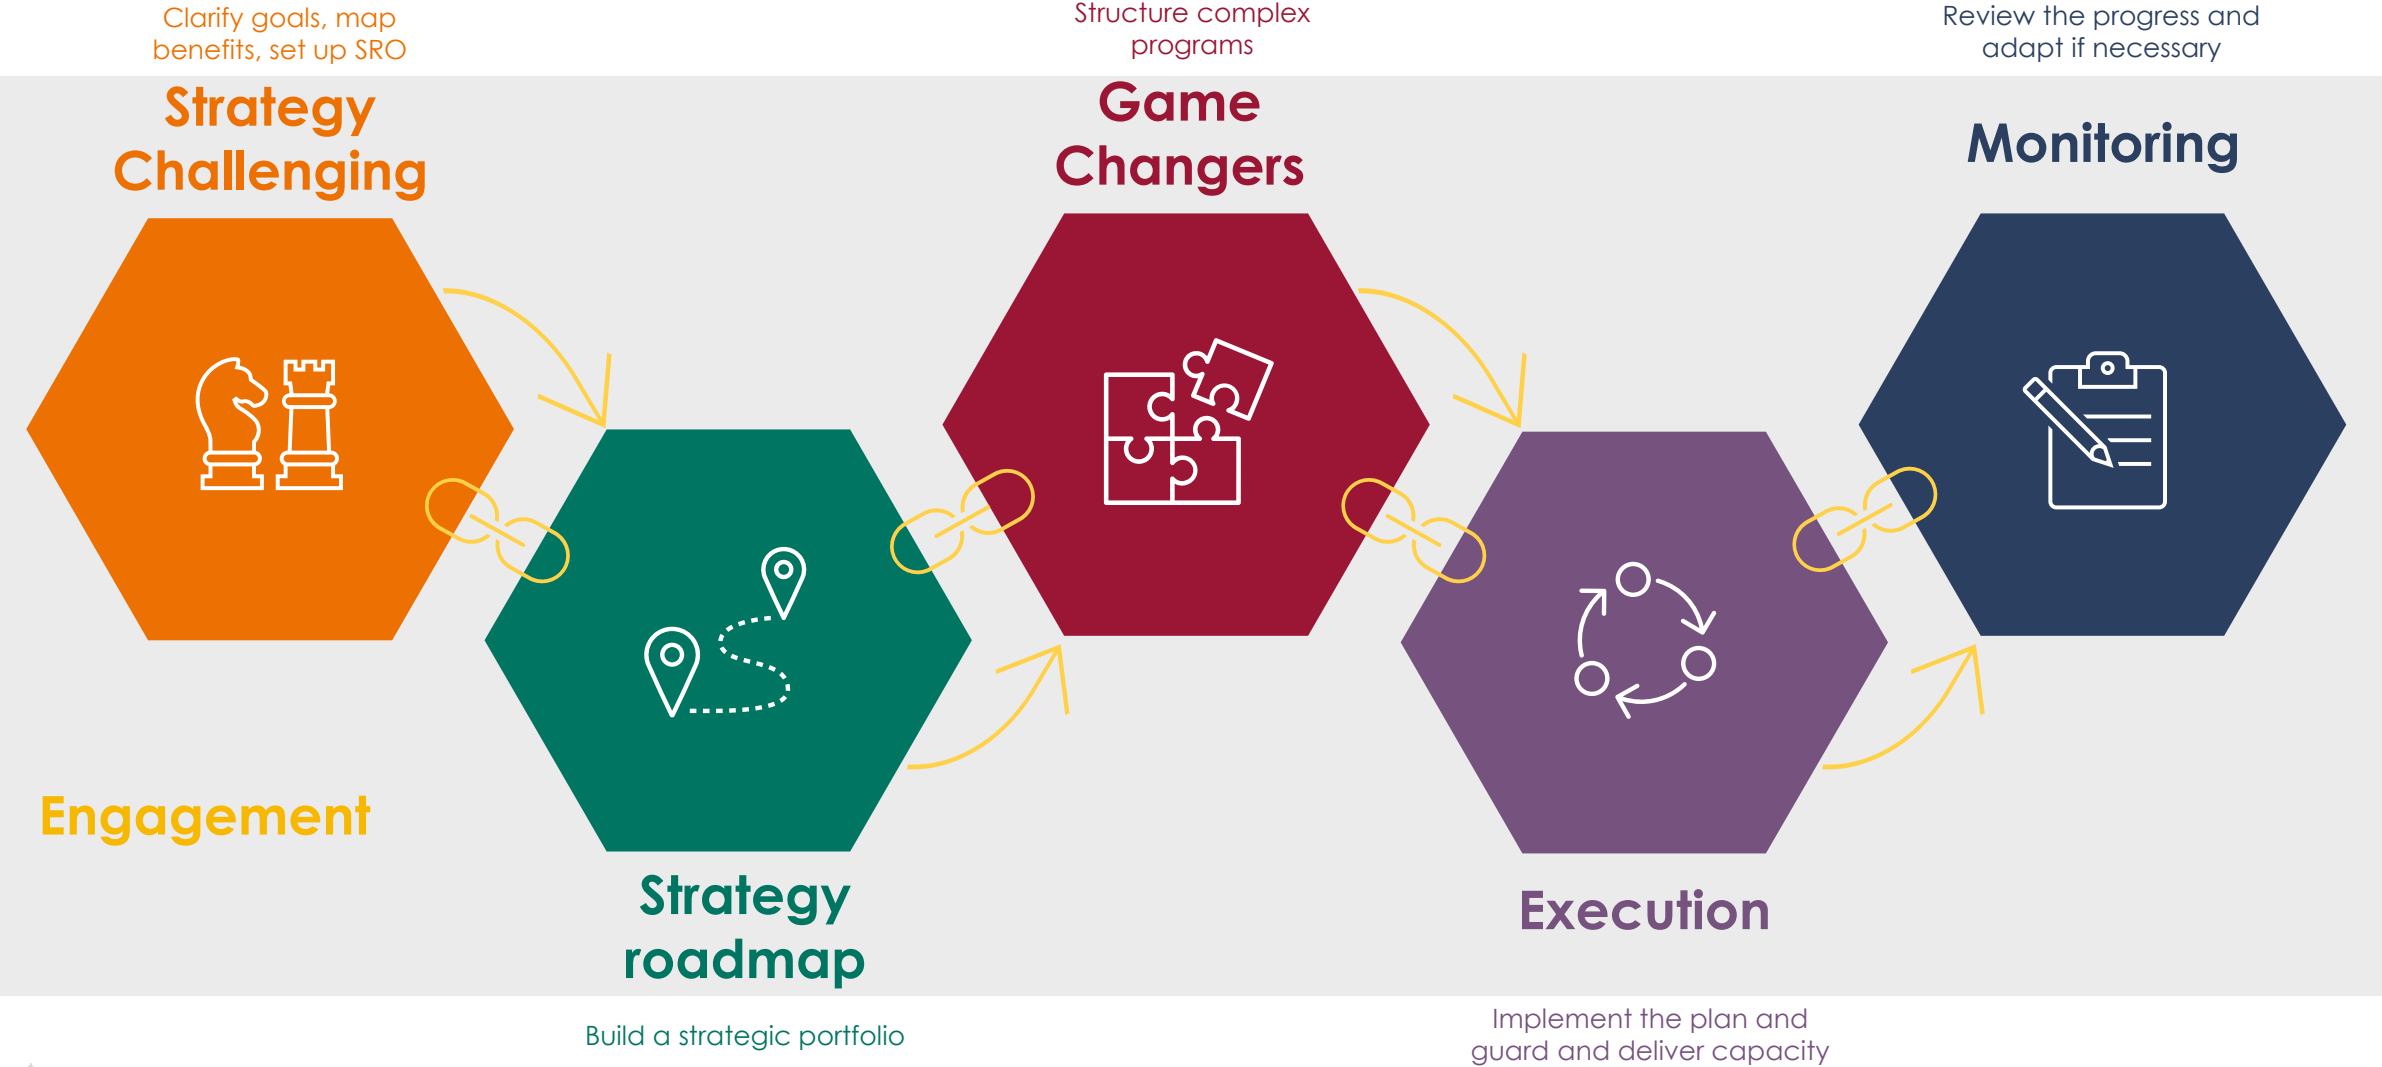 Clarify goals, map
benefits, set up SRO
Structure complex
programs
Review the progress and
adapt if necessary
Strategy
Challenging
Game
Changers
Monitoring
Engagement
Strategy
roadmap
Execution
Build a strategic portfolio
Implement the plan and
guard and deliver capacity